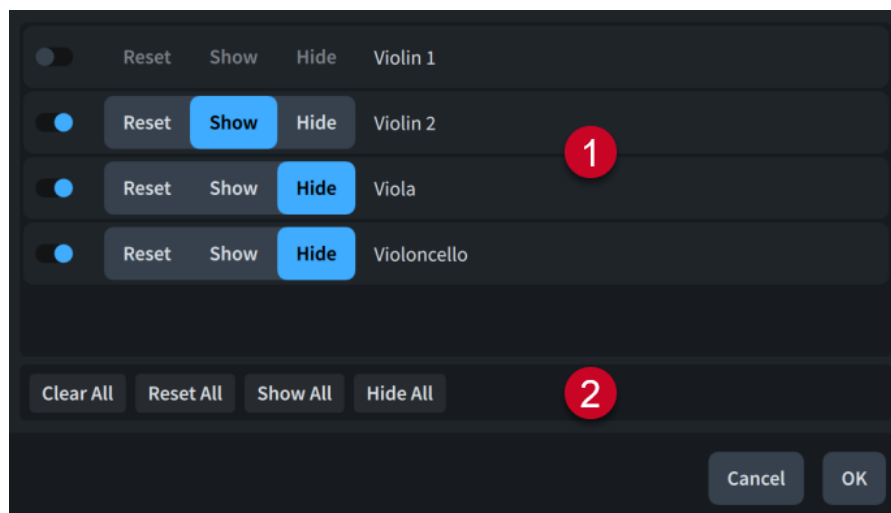 Reset Show Hide Violin 1
Reset Show Hide Violin 2
1
Reset Show Hide Viola
Reset Show Hide Violoncello
Clear All Reset All Show All Hide All 2
Cancel OK